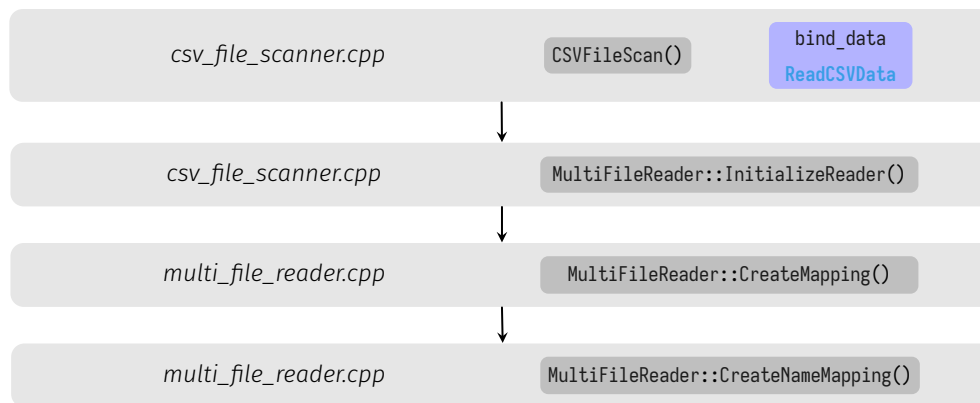 csv_file_scanner.cpp CSVFileScan() bind_data
ReadCSVData
csv_file_scanner.cpp MultiFileReader::InitializeReader()
multi_file_reader.cpp MultiFileReader::CreateMapping()
multi_file_reader.cpp MultiFileReader::CreateNameMapping()